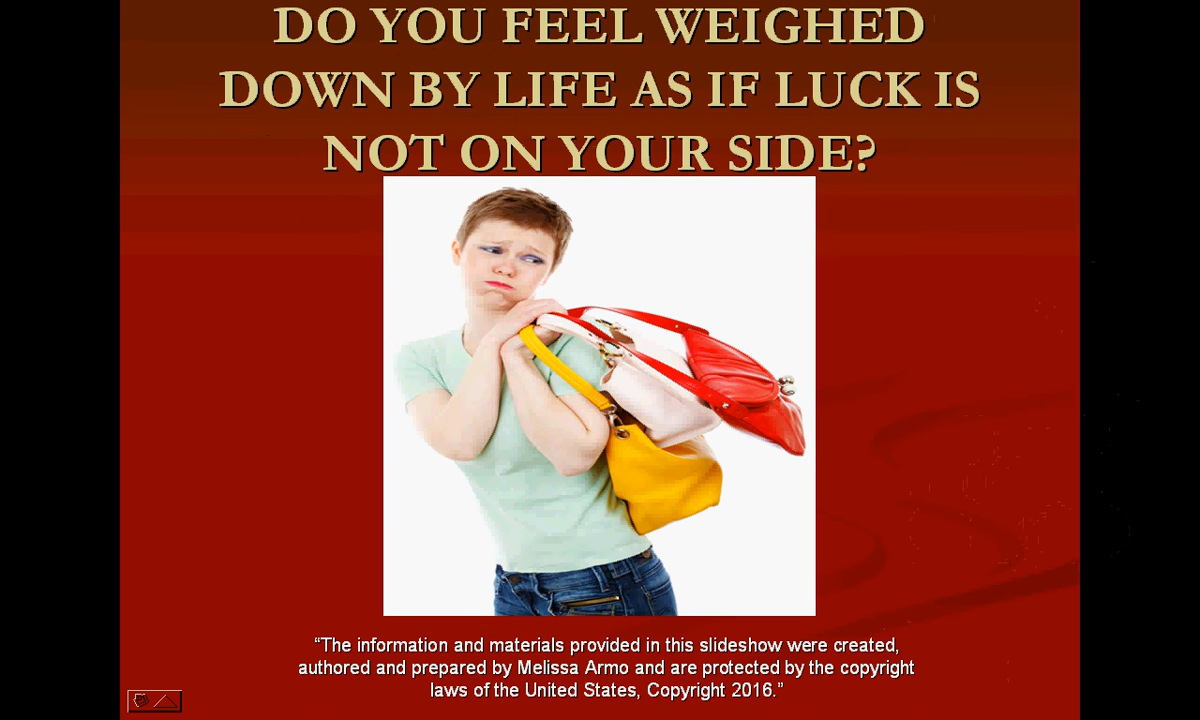 DO YOU FEEL WEIGHED
DOWN BY LIFE AS IF LUCK IS
NOT ON YOUR SIDE?
“The information and materials provided in this slideshow were created,
authored and prepared by Melissa Armo and are protected by the copyright
laws of the United States, Copyright 2016.”